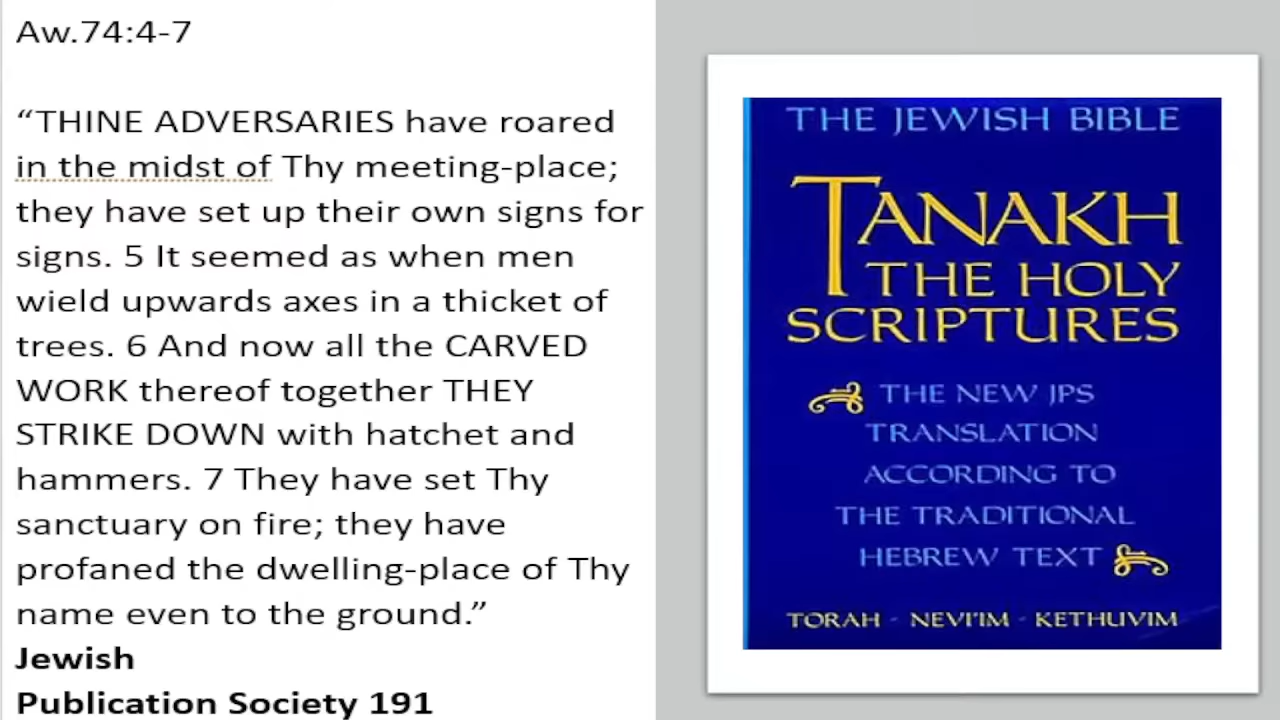 Aw.74:4-7
“THINE ADVERSARIES have roared
in the midst of Thy meeting-place;
they have set up their own signs for
signs. 5 It seemed as when men
wield upwards axes in a thicket of
trees. 6 And now all the CARVED
WORK thereof together THEY
STRIKE DOWN with hatchet and
hammers. 7 They have set Thy
sanctuary on fire; they have
profaned the dwelling-place of Thy
name even to the ground.”
Jewish
Publication Society 191
THE JEWISH BIBLE
TANAKH
THE HOLY
SCRIPTURES
THE NEW JPS
TRANSLATION
ACCORDING TO
THE TRADITIONAL
HEBREW TEXT
TORAH · NEVI'IM · KETHUVIM